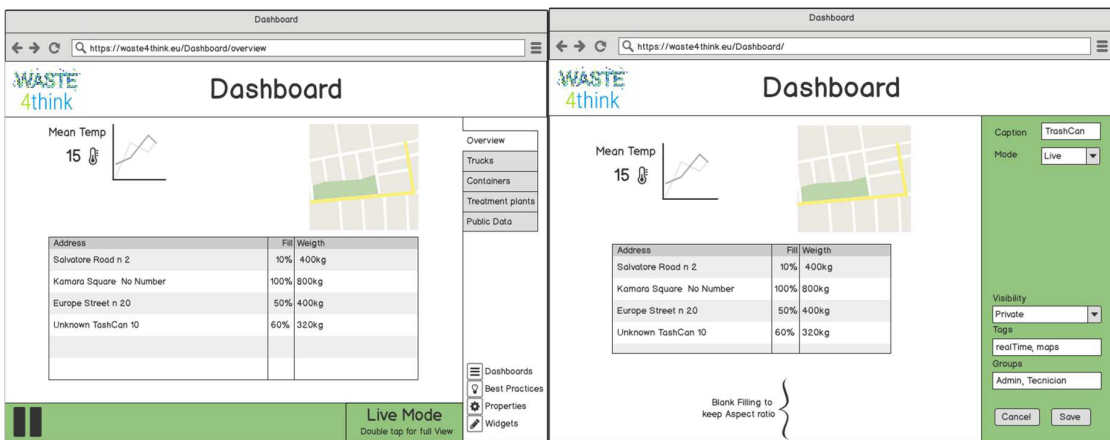 Dashboard
https://waste4think.eu/Dashboard/overview
WASTE
4think
Dashboard
Mean Temp
15
Overview
Trucks
Containers
Treatment plants
Public Data
Address Fill Weigth
Salvatore Road n 2 10% 400kg
Kamara Square No Number 100% 800kg
Europe Street n 20 50% 400kg
Unknown TashCan 10 60% 320kg
Dashboards
Best Practices
Properties
Widgets
Live Mode
Double tap for full View
Dashboard
https://waste4think.eu/Dashboard/
WASTE
4think
Dashboard
Mean Temp
15
Address Fill Weigth
Salvatore Road n 2 10% 400kg
Kamara Square No Number 100% 800kg
Europe Street n 20 50% 400kg
Unknown TashCan 10 60% 320kg
Blank Filling to
keep Aspect ratio
Caption TrashCan
Mode Live
Visibility
Private
Tags
realTime, maps
Groups
Admin, Tecnician
Cancel Save